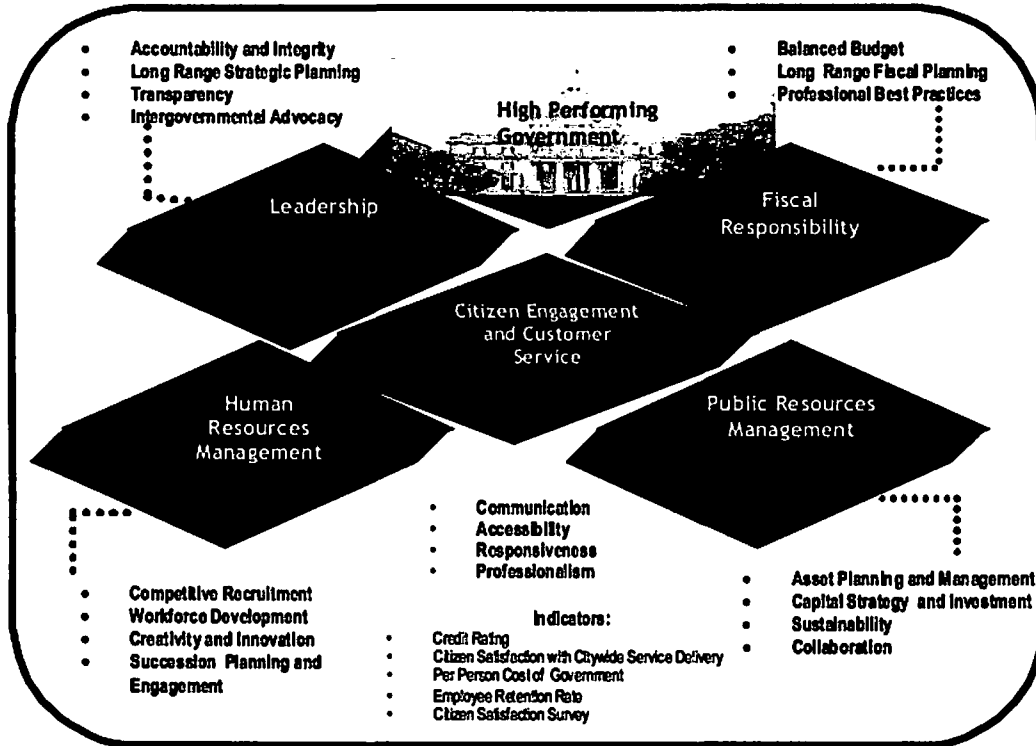 • Accountability and Integrity
• Long Range Strategic Planning
• Transparency
• Intergovernmental Advocacy
High Performing
Government
• Balanced Budget
• Long Range Fiscal Planning
• Professional Best Practices
Leadership
Fiscal
Responsibility
Citizen Engagement
and Customer
Service
Human
Resources
Management
Public Resources
Management
• Communication
• Accessibility
• Responsiveness
• Professionalism
• Competitive Recruitment
• Workforce Development
• Creativity and Innovation
• Succession Planning and
Engagement
Indicators:
• Credit Rating
• Citizen Satisfaction with Citywide Service Delivery
• Per Person Cost of Government
• Employee Retention Rate
• Citizen Satisfaction Survey
• Asset Planning and Management
• Capital Strategy and Investment
• Sustainability
• Collaboration